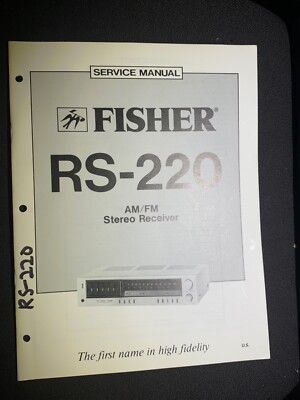 SERVICE MANUAL
FISHER®
RS-220
AM/FM
Stereo Receiver
RS-220
The first name in high fidelity
U.S.